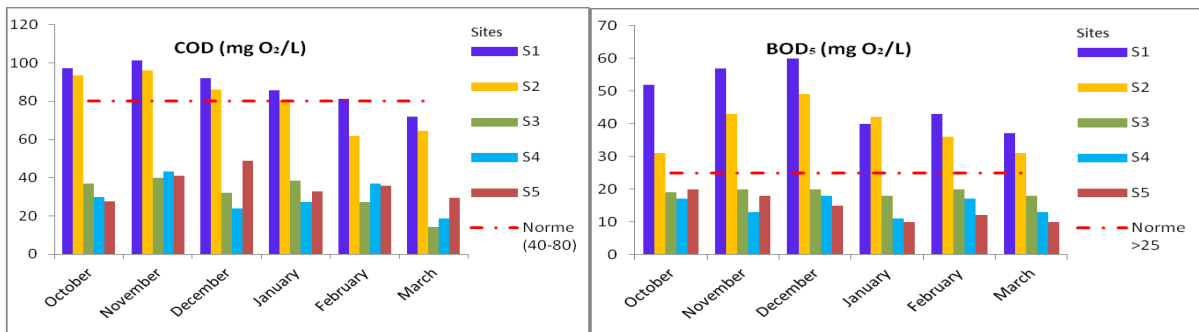 COD (mg O₂/L)
120
100
80
60
40
20
0
October
November
December
January
February
March
Sites
S1
S2
S3
S4
S5
Norme
(40-80)
BOD₅ (mg O₂/L)
70
60
50
40
30
20
10
0
October
November
December
January
February
March
Sites
S1
S2
S3
S4
S5
Norme
>25